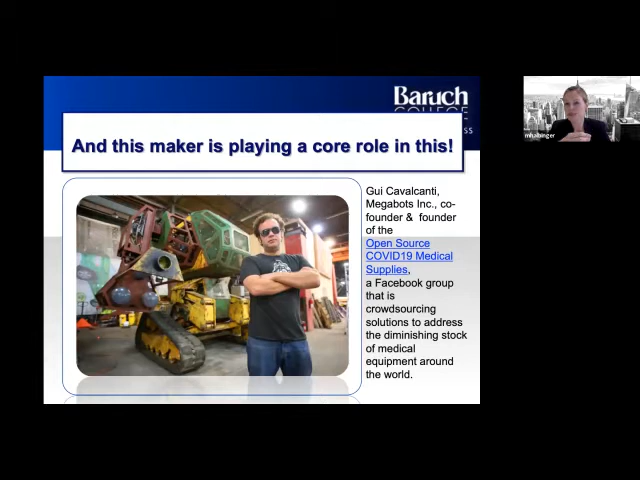 Baruch
COLLEGE
SS
And this maker is playing a core role in this!
Gui Cavalcanti,
Megabots Inc., co-
founder & founder
of the
Open Source
COVID19 Medical
Supplies,
a Facebook group
that is
crowdsourcing
solutions to address
the diminishing stock
of medical
equipment around
the world.